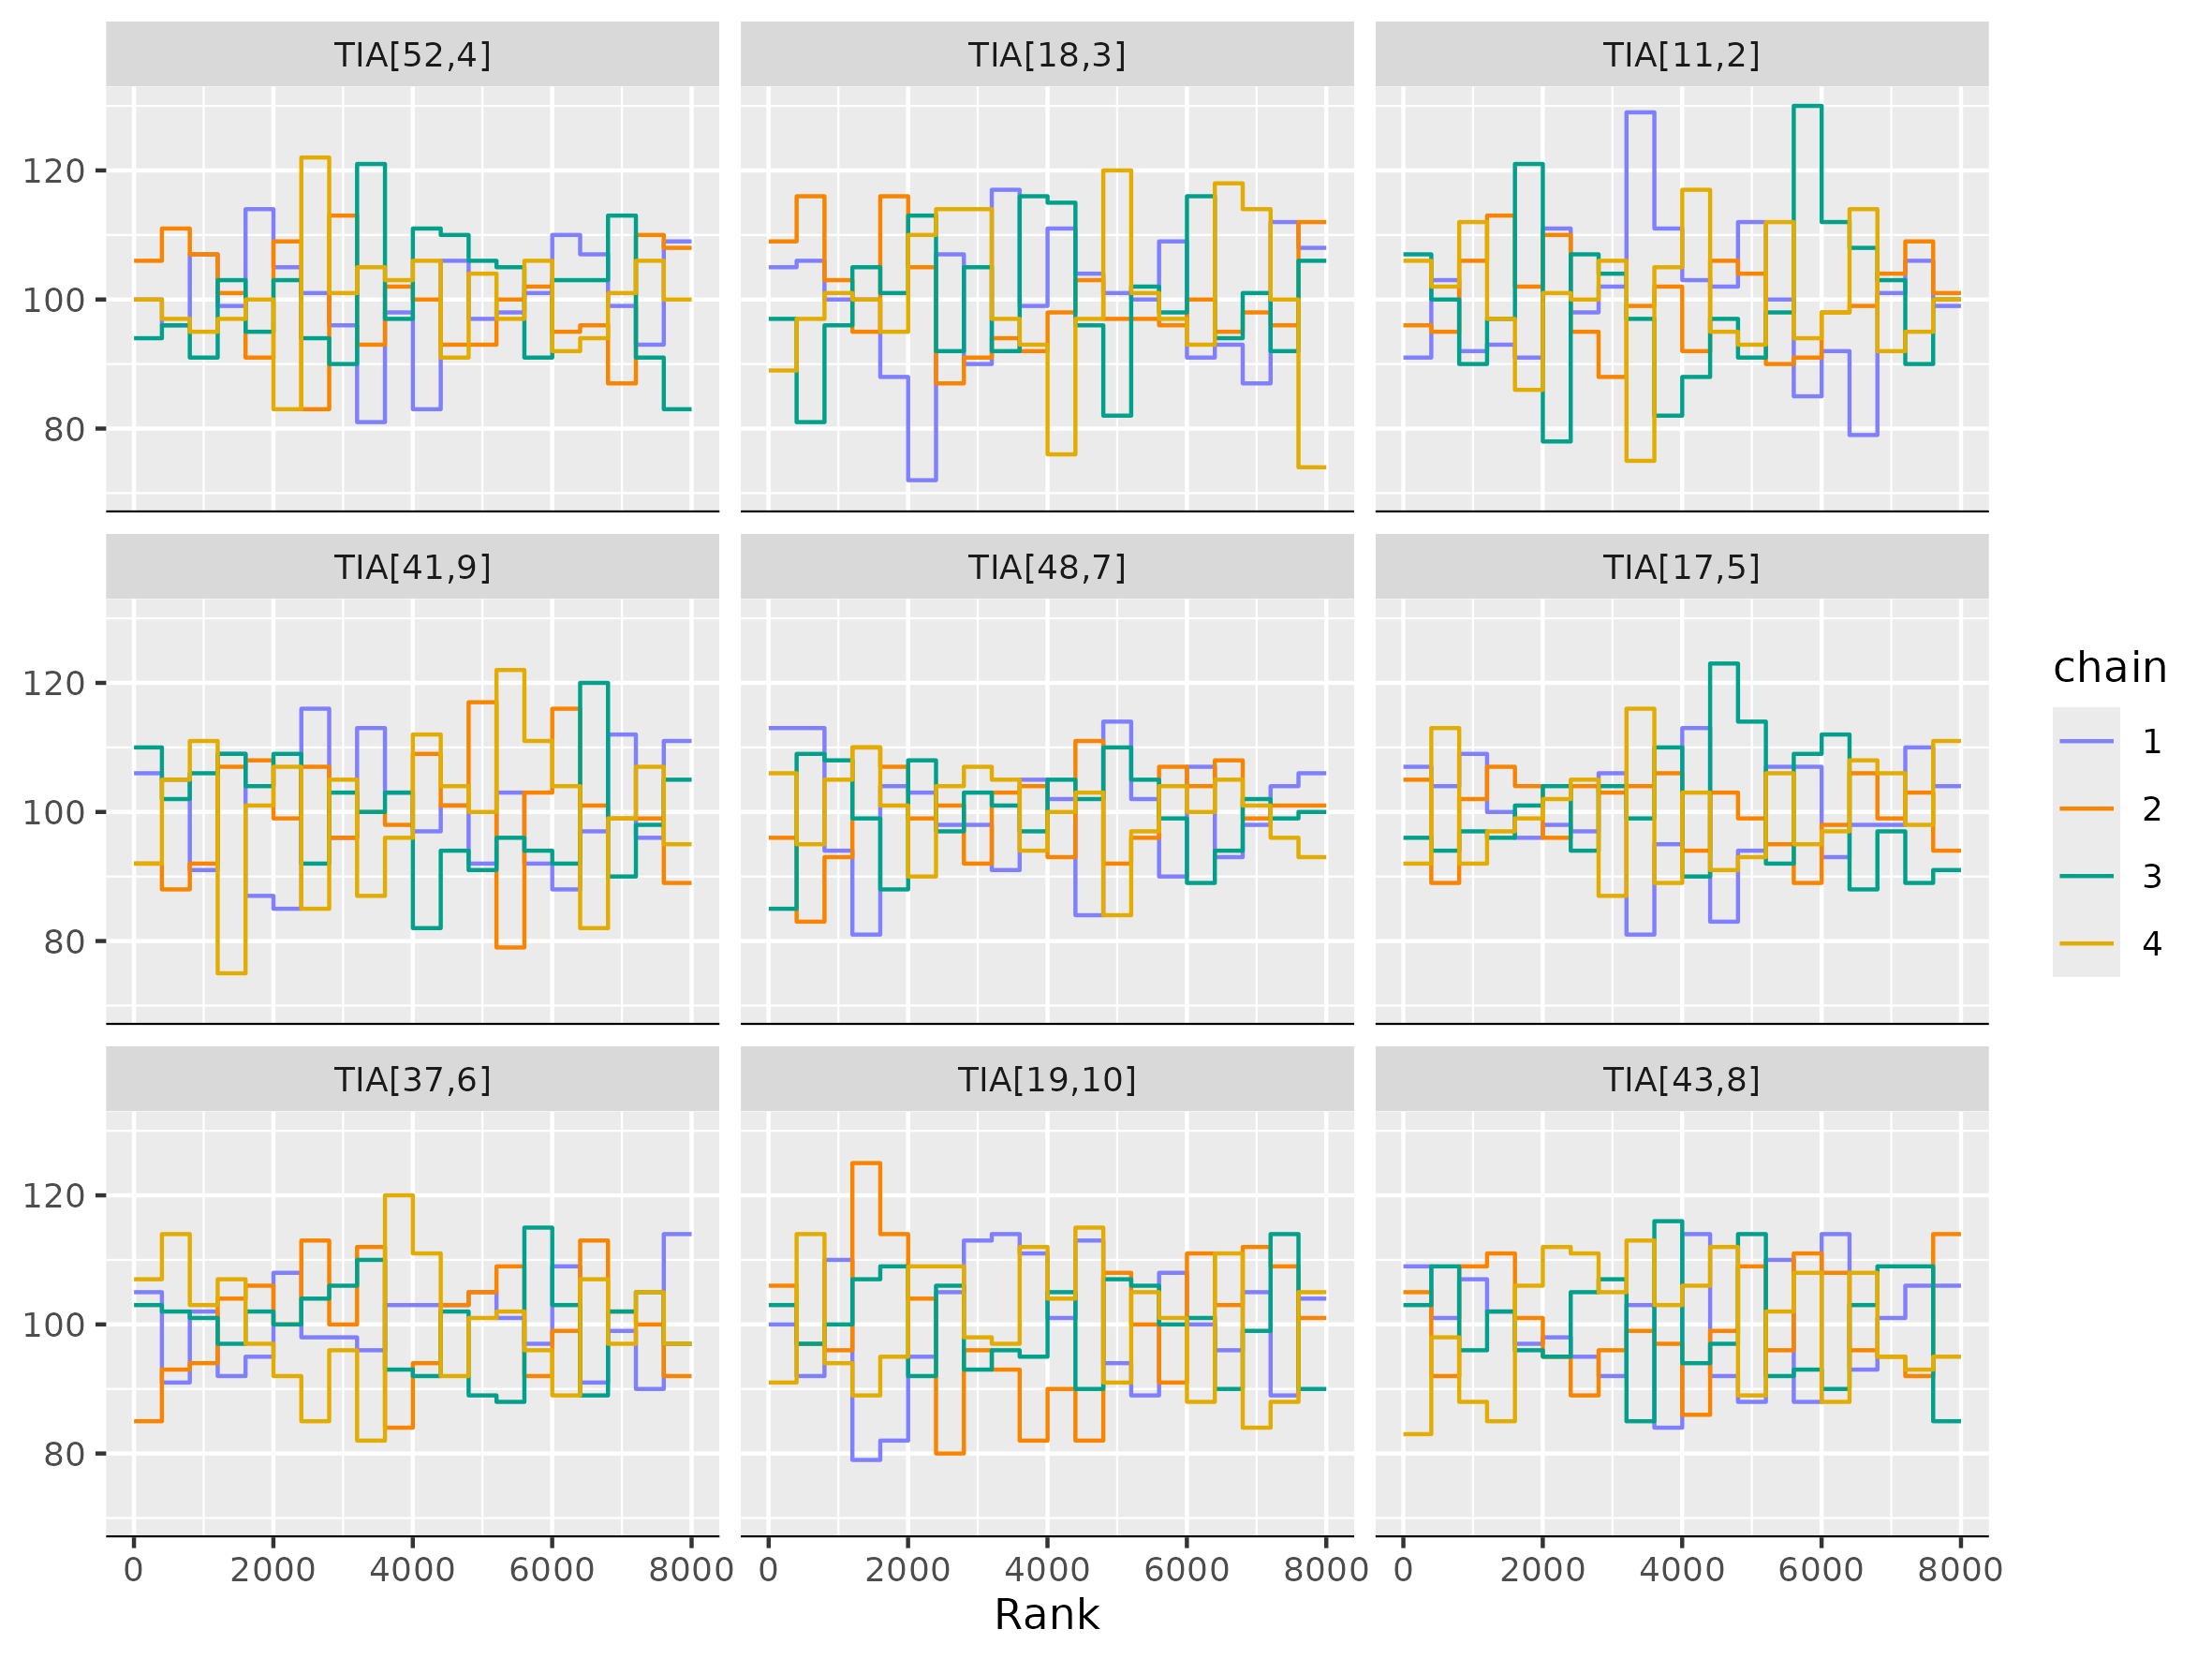 TIA[52,4] TIA[18,3] TIA[11,2]
120
100
80
TIA[41,9] TIA[48,7] TIA[17,5]
120
100
80
TIA[37,6] TIA[19,10] TIA[43,8]
120
100
80
0 2000 4000 6000 8000 0 2000 4000 6000 8000 0 2000 4000 6000 8000
Rank
chain
1
2
3
4